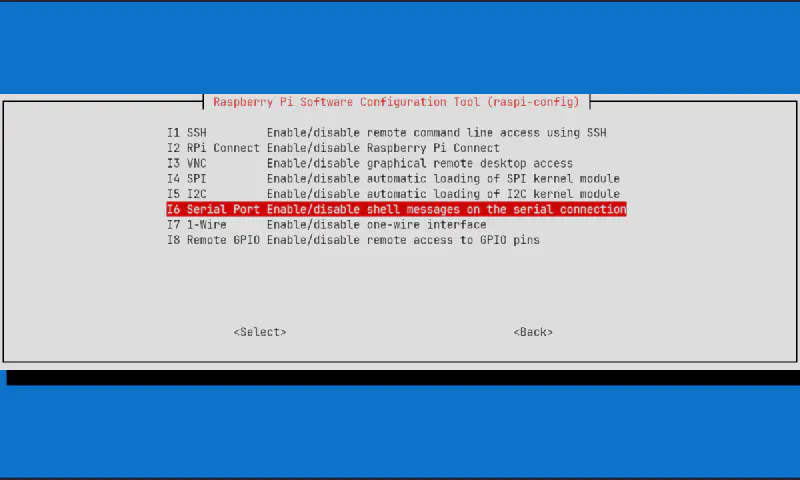 Raspberry Pi Software Configuration Tool (raspi-config)
I1 SSH Enable/disable remote command line access using SSH
I2 RPi Connect Enable/disable Raspberry Pi Connect
I3 VNC Enable/disable graphical remote desktop access
I4 SPI Enable/disable automatic loading of SPI kernel module
I5 I2C Enable/disable automatic loading of I2C kernel module
I6 Serial Port Enable/disable shell messages on the serial connection
I7 1-Wire Enable/disable one-wire interface
I8 Remote GPIO Enable/disable remote access to GPIO pins
<Select> <Back>